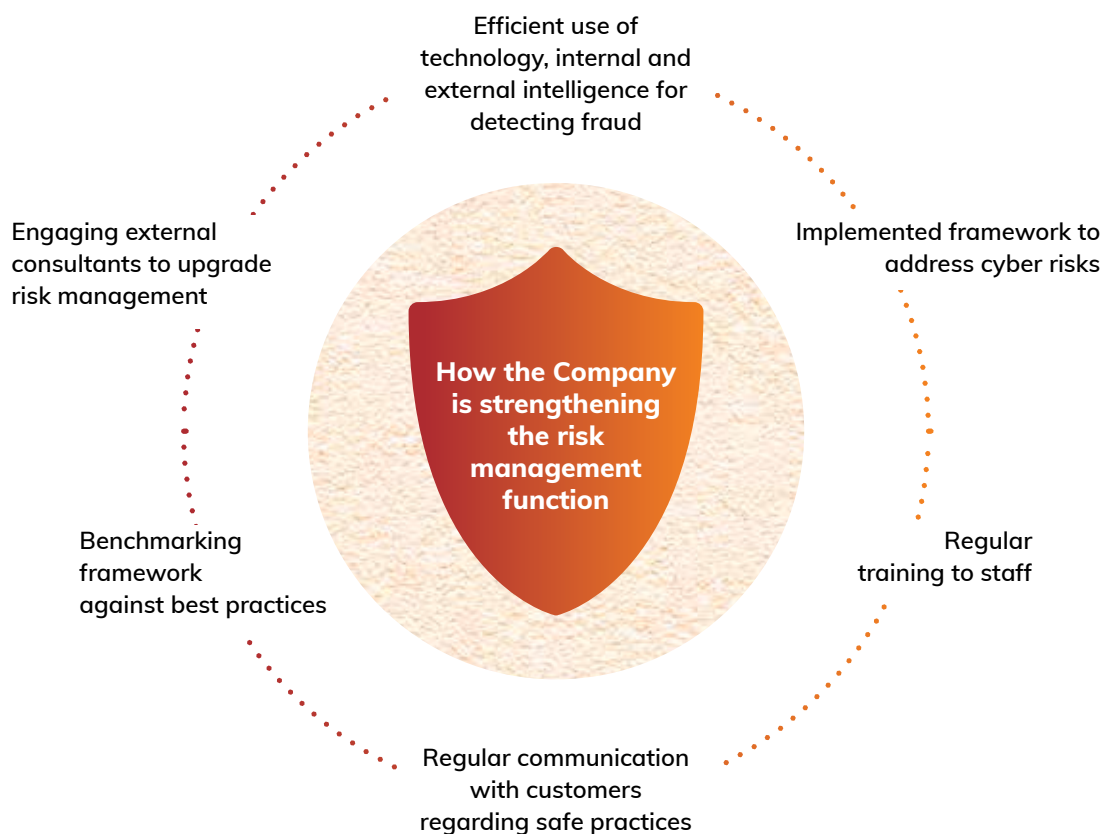 Efficient use of
technology, internal and
external intelligence for
detecting fraud
Implemented framework to
address cyber risks
Regular
training to staff
Regular communication
with customers
regarding safe practices
Benchmarking
framework
against best practices
Engaging external
consultants to upgrade
risk management
How the Company
is strengthening
the risk
management
function